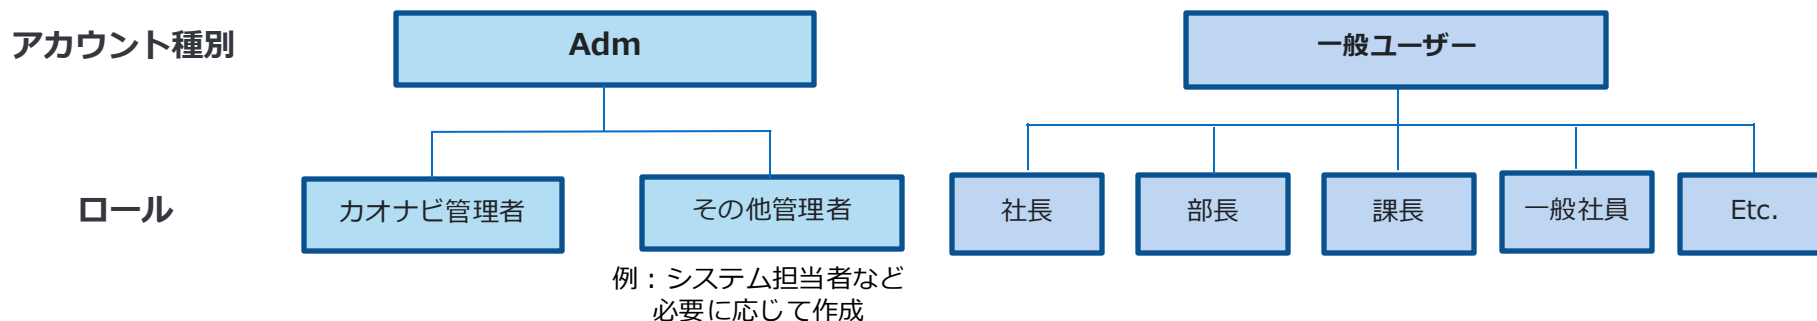 アカウント種別
Adm
一般ユーザー
ロール
カオナビ管理者
その他管理者
社長
部長
課長
一般社員
Etc.
例：システム担当者など
必要に応じて作成